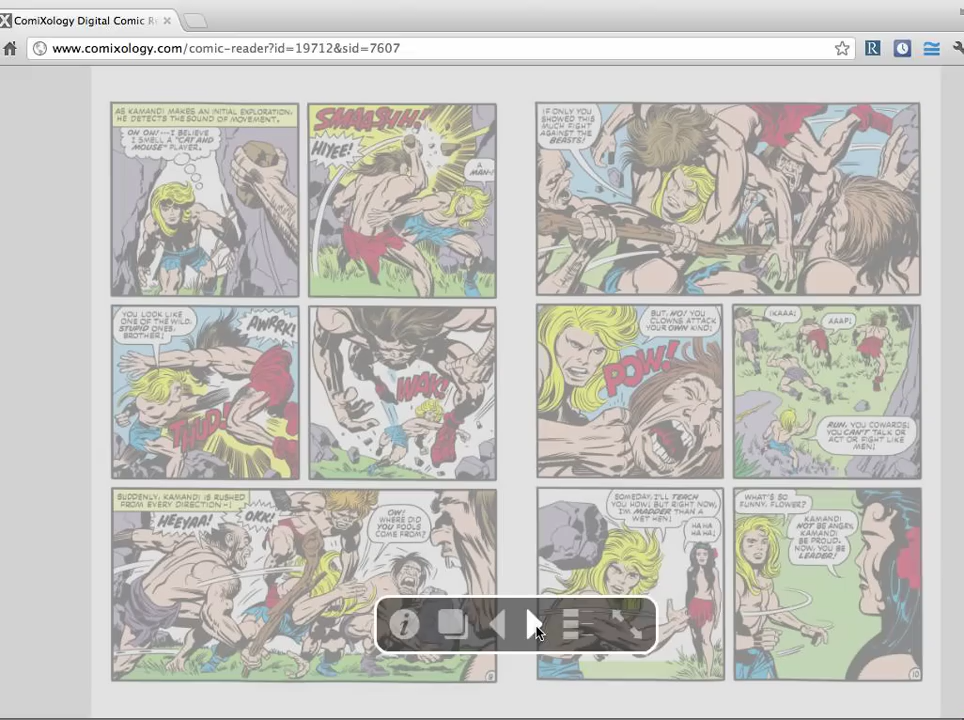 ComiXology Digital Comic Re
www.comixology.com/comic-reader?id=19712&sid=7607
R
AS KAMANDI MAKES AN INITIAL EXPLORATION,
HE DETECTS THE SOUND OF MOVEMENT.
OH OH!---I BELIEVE
I SMELL A "CAT AND
MOUSE" PLAYER.
SMAASHH!
HIYEE!
A
MAN-!
YOU LOOK LIKE
ONE OF THE WILD,
STUPID ONES,
BROTHER!
AWRRK!
THUD!
WAK!
SUDDENLY, KAMANDI IS RUSHED
FROM EVERY DIRECTION--!
HEEYAA!
OKK!
OW!
WHERE DID
YOU FOOLS
COME FROM?
9
IF ONLY YOU
SHOWED THIS
MUCH FIGHT
AGAINST THE
BEASTS!
BUT, NO! YOU
CLOWNS ATTACK
YOUR OWN KIND!
POW!
IKAAA!
AAAP!
RUN, YOU COWARDS!
YOU CAN'T TALK OR
ACT OR FIGHT LIKE
MEN!
SOMEDAY, I'LL TEACH
YOU HOW! BUT RIGHT NOW,
I'M MADDER THAN A
WET HEN!
HA HA
HA HA!
WHAT'S SO
FUNNY, FLOWER?
KAMANDI
NOT BE ANGRY.
KAMANDI
BE PROUD.
NOW, YOU BE
LEADER!
10
i